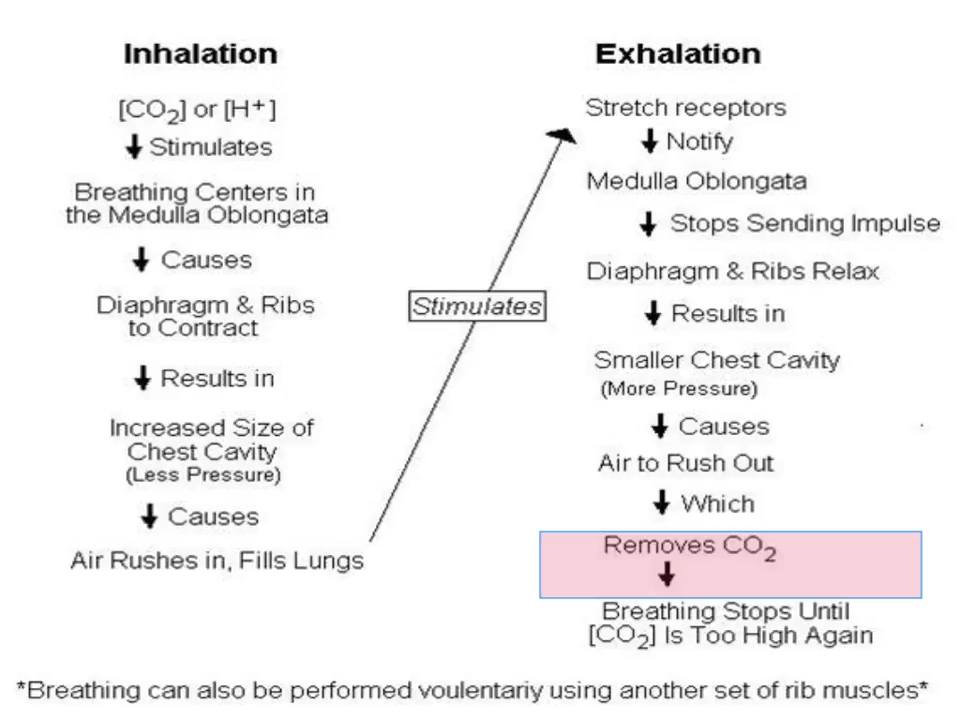 Inhalation
[CO₂] or [H⁺]
Stimulates
Breathing Centers in
the Medulla Oblongata
Causes
Diaphragm & Ribs
to Contract
Results in
Increased Size of
Chest Cavity
(Less Pressure)
Causes
Air Rushes in, Fills Lungs
Stimulates
Exhalation
Stretch receptors
Notify
Medulla Oblongata
Stops Sending Impulse
Diaphragm & Ribs Relax
Results in
Smaller Chest Cavity
(More Pressure)
Causes
Air to Rush Out
Which
Removes CO₂
Breathing Stops Until
[CO₂] Is Too High Again
*Breathing can also be performed voulentariy using another set of rib muscles*